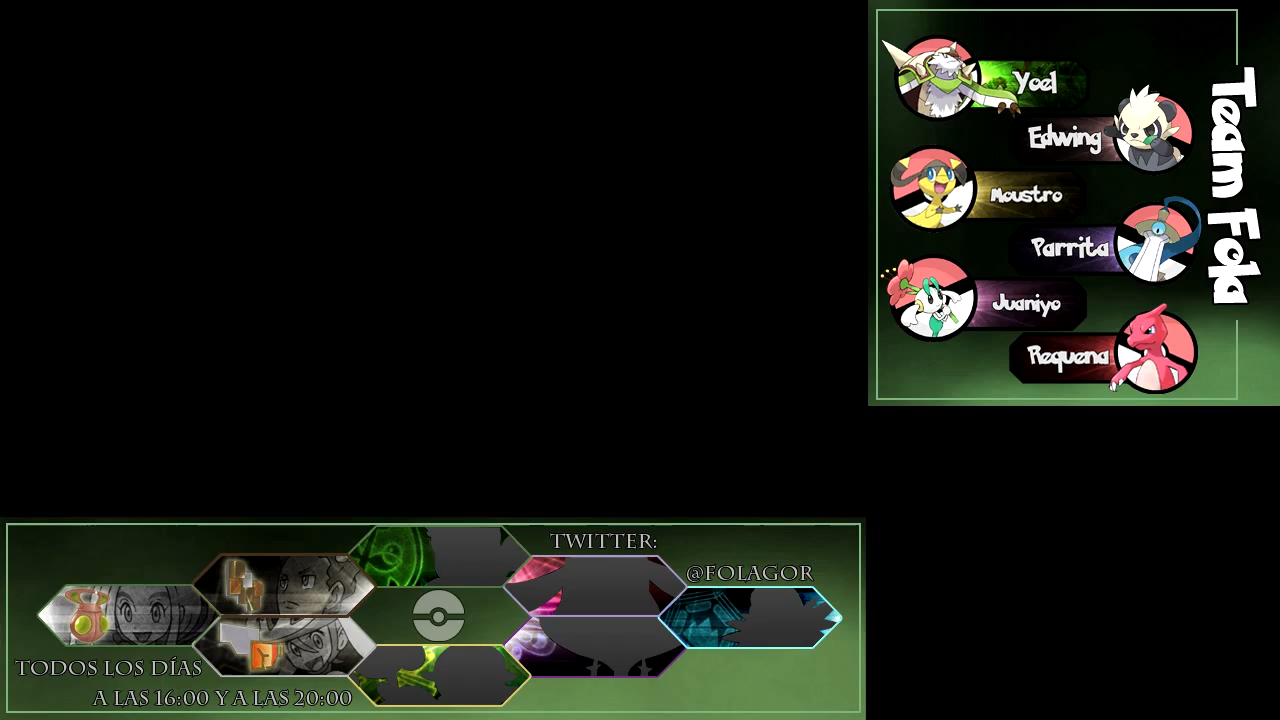 Yoel
Edwing
Moustro
Parrita
Juaniyo
Requena
Team Fola
TWITTER:
@FOLAGOR
TODOS LOS DÍAS
A LAS 16:00 Y A LAS 20:00